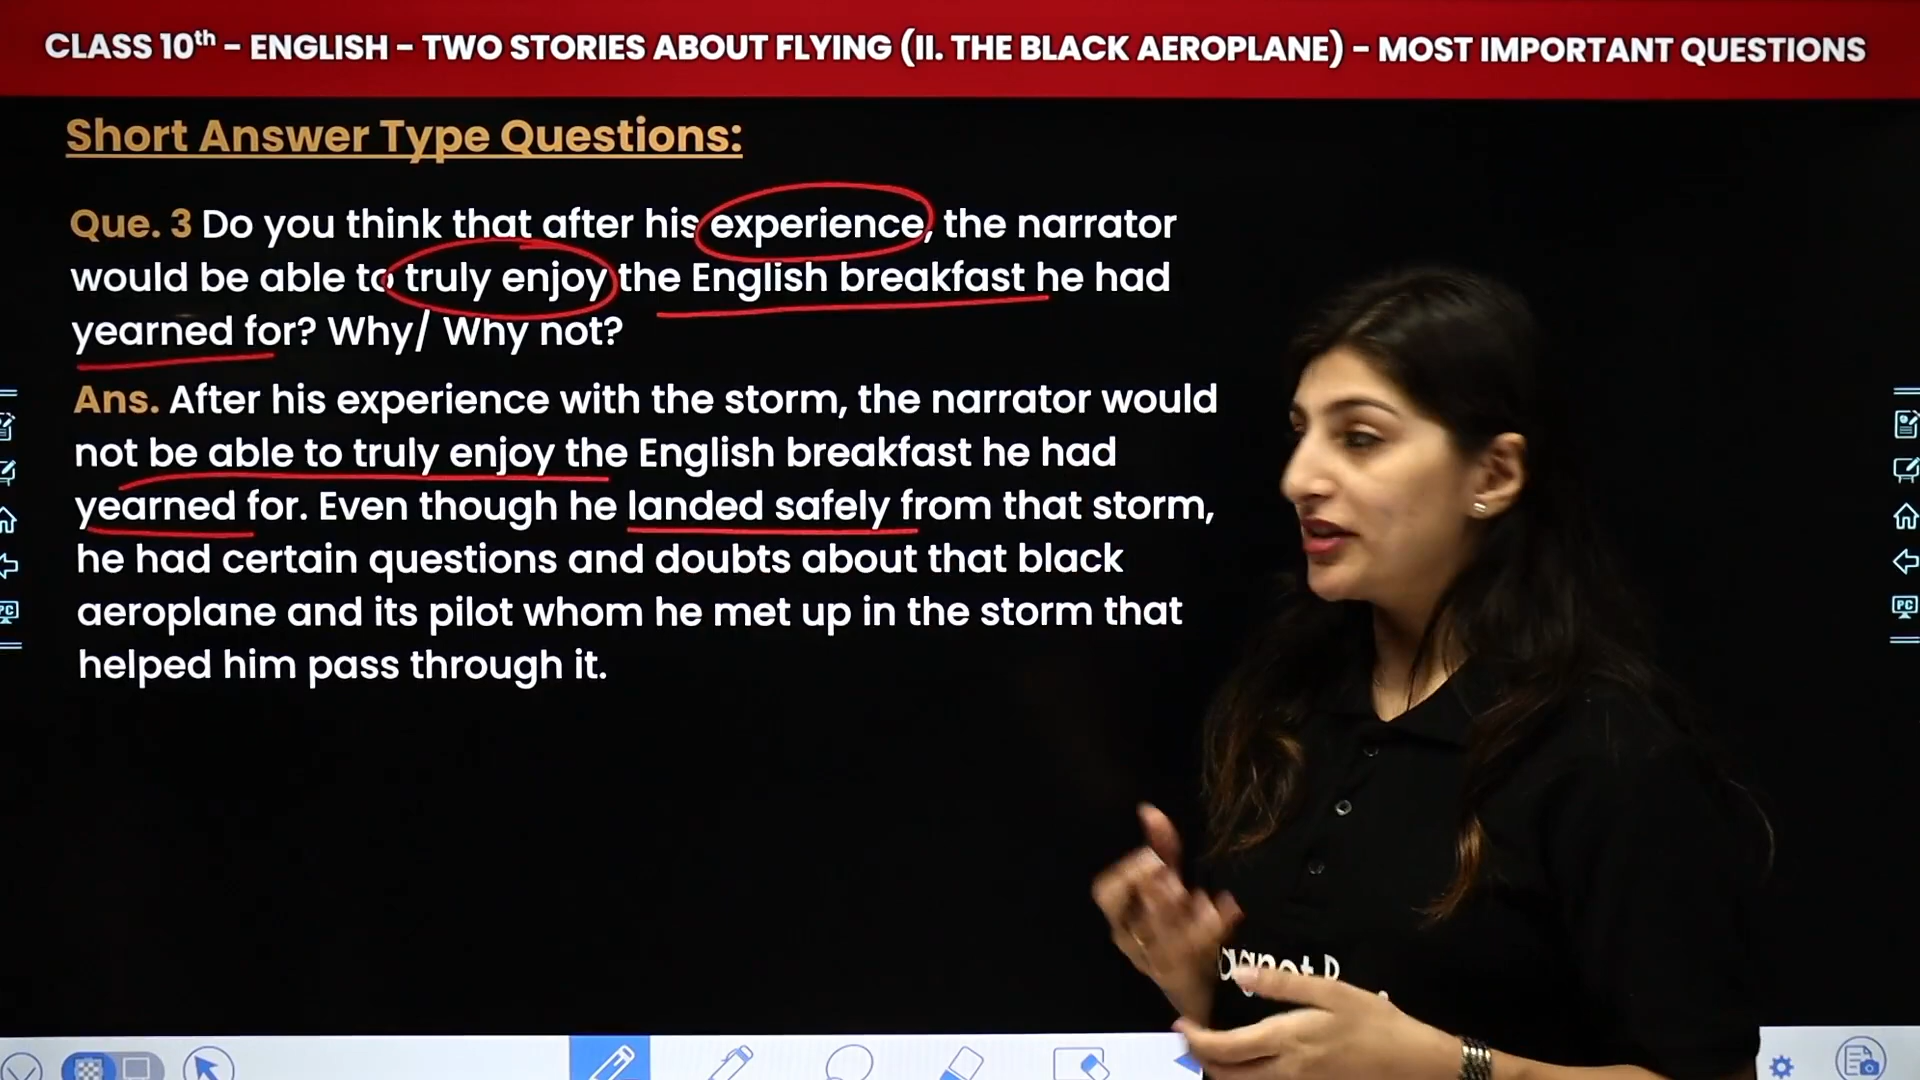 CLASS 10th - ENGLISH - TWO STORIES ABOUT FLYING (II. THE BLACK AEROPLANE) - MOST IMPORTANT QUESTIONS
Short Answer Type Questions:
Que. 3 Do you think that after his experience, the narrator
would be able to truly enjoy the English breakfast he had
yearned for? Why/ Why not?
Ans. After his experience with the storm, the narrator would
not be able to truly enjoy the English breakfast he had
yearned for. Even though he landed safely from that storm,
he had certain questions and doubts about that black
aeroplane and its pilot whom he met up in the storm that
helped him pass through it.
PC
PC